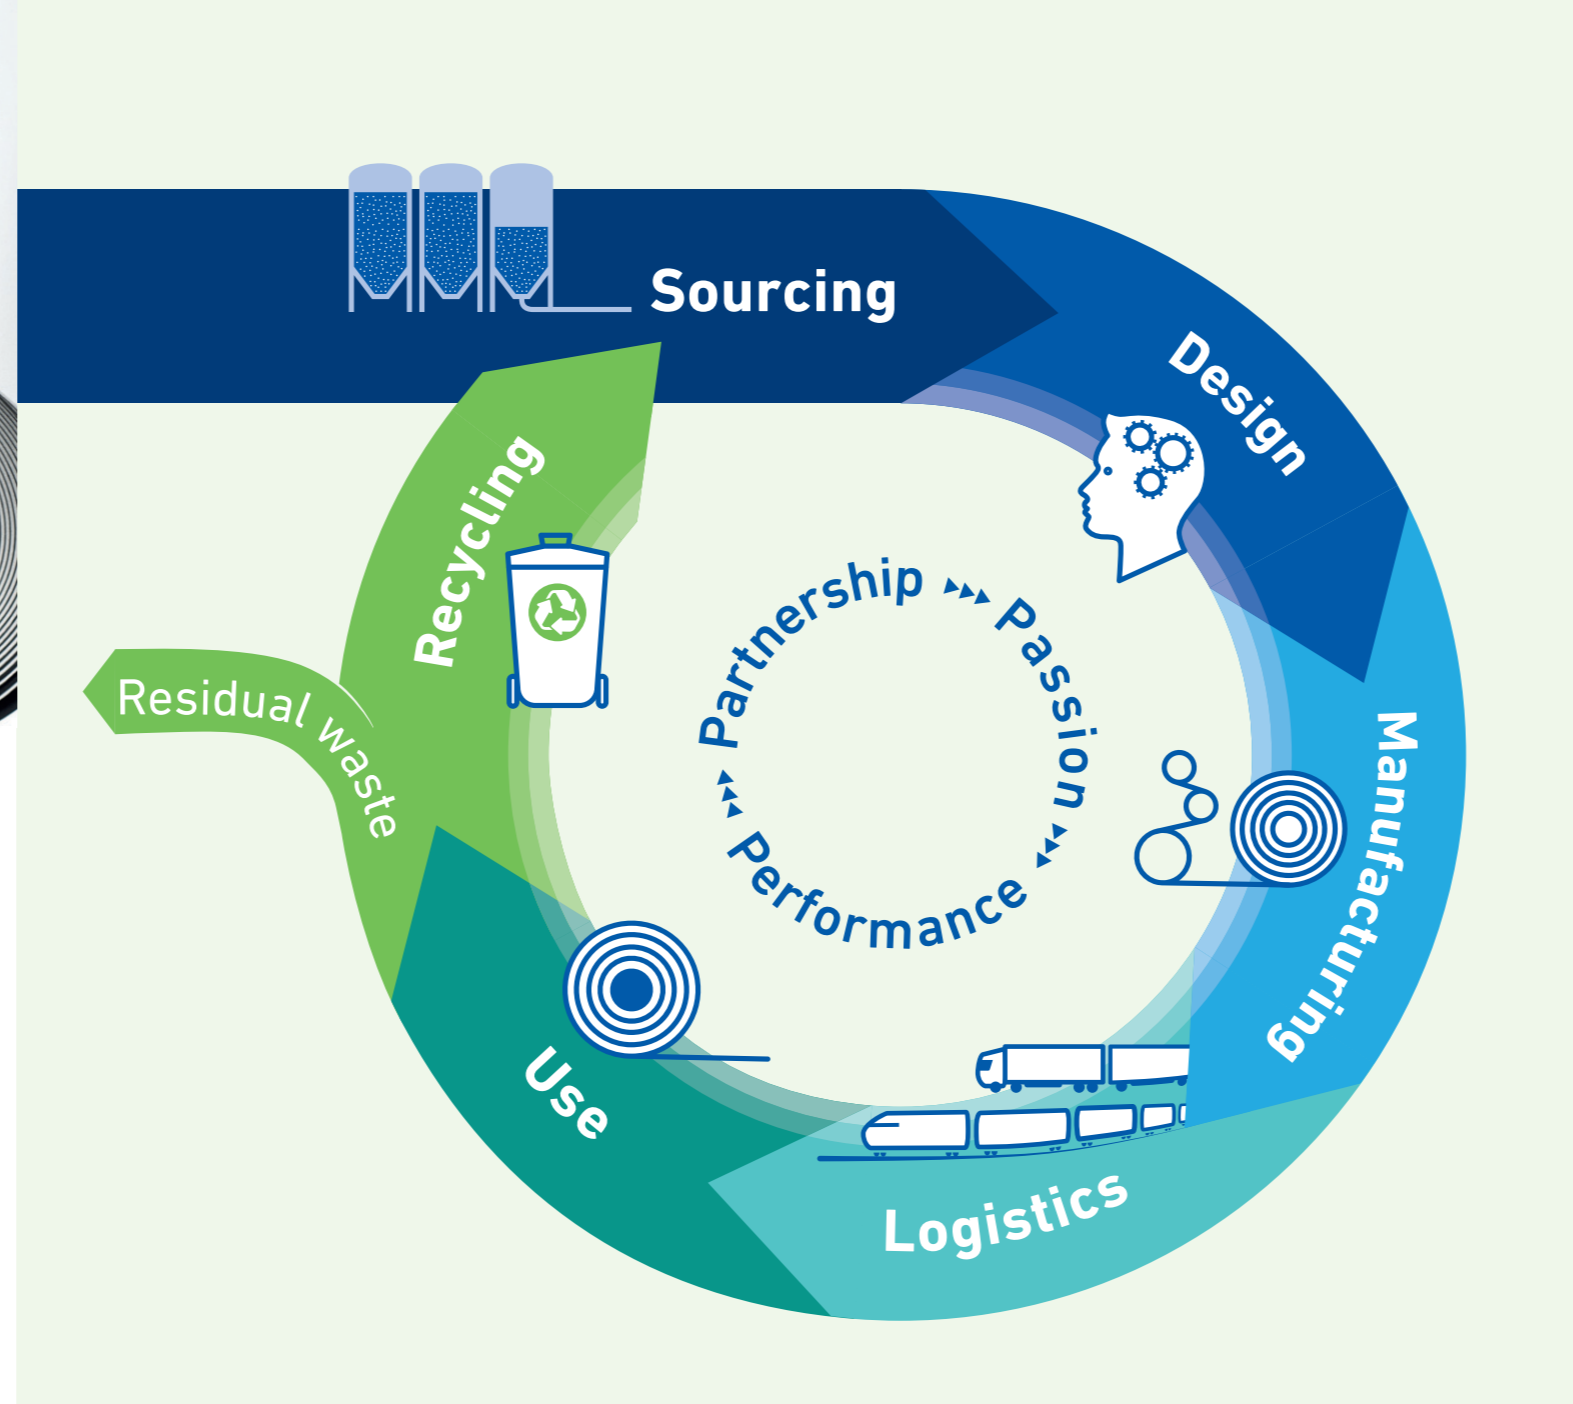 Sourcing
Design
Manufacturing
Logistics
Use
Recycling
Residual waste
Partnership
Passion
Performance